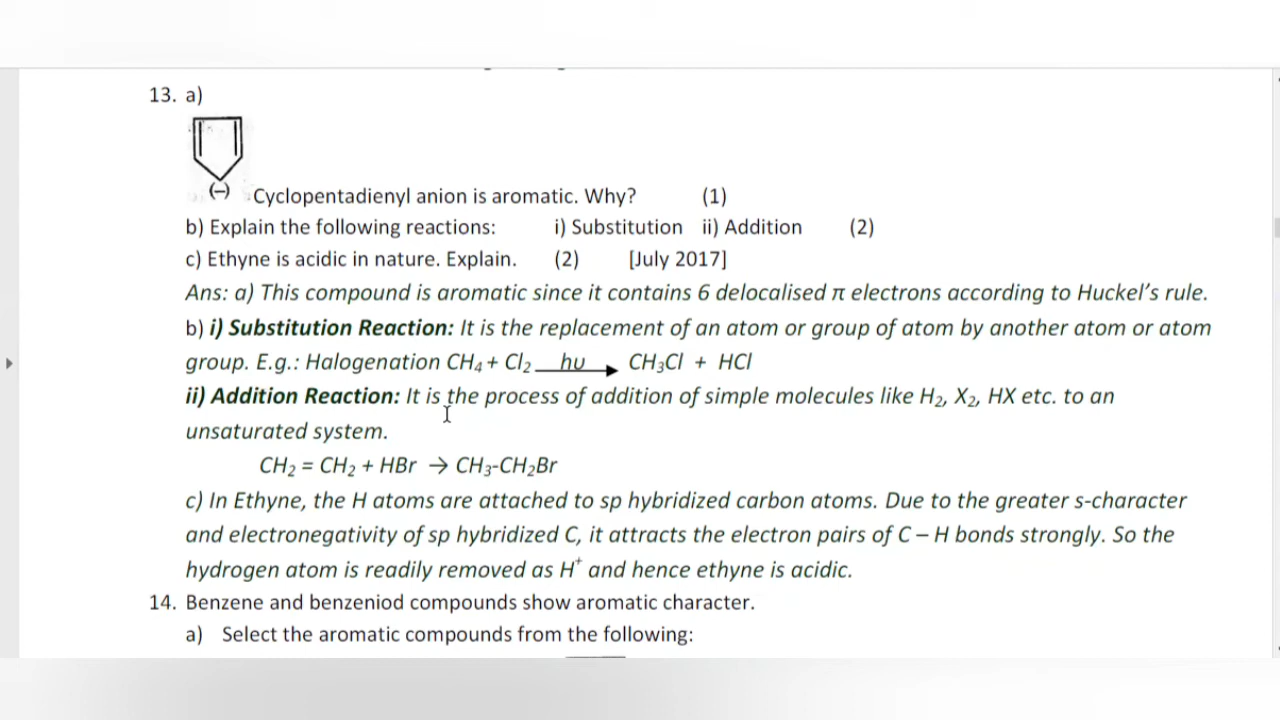 13. a)
(–) Cyclopentadienyl anion is aromatic. Why? (1)
b) Explain the following reactions: i) Substitution ii) Addition (2)
c) Ethyne is acidic in nature. Explain. (2) [July 2017]
Ans: a) This compound is aromatic since it contains 6 delocalised π electrons according to Huckel's rule.
b) i) Substitution Reaction: It is the replacement of an atom or group of atom by another atom or atom
group. E.g.: Halogenation CH₄ + Cl₂ hυ → CH₃Cl + HCl
ii) Addition Reaction: It is the process of addition of simple molecules like H₂, X₂, HX etc. to an
unsaturated system.
CH₂ = CH₂ + HBr → CH₃-CH₂Br
c) In Ethyne, the H atoms are attached to sp hybridized carbon atoms. Due to the greater s-character
and electronegativity of sp hybridized C, it attracts the electron pairs of C – H bonds strongly. So the
hydrogen atom is readily removed as H⁺ and hence ethyne is acidic.
14. Benzene and benzeniod compounds show aromatic character.
a) Select the aromatic compounds from the following: